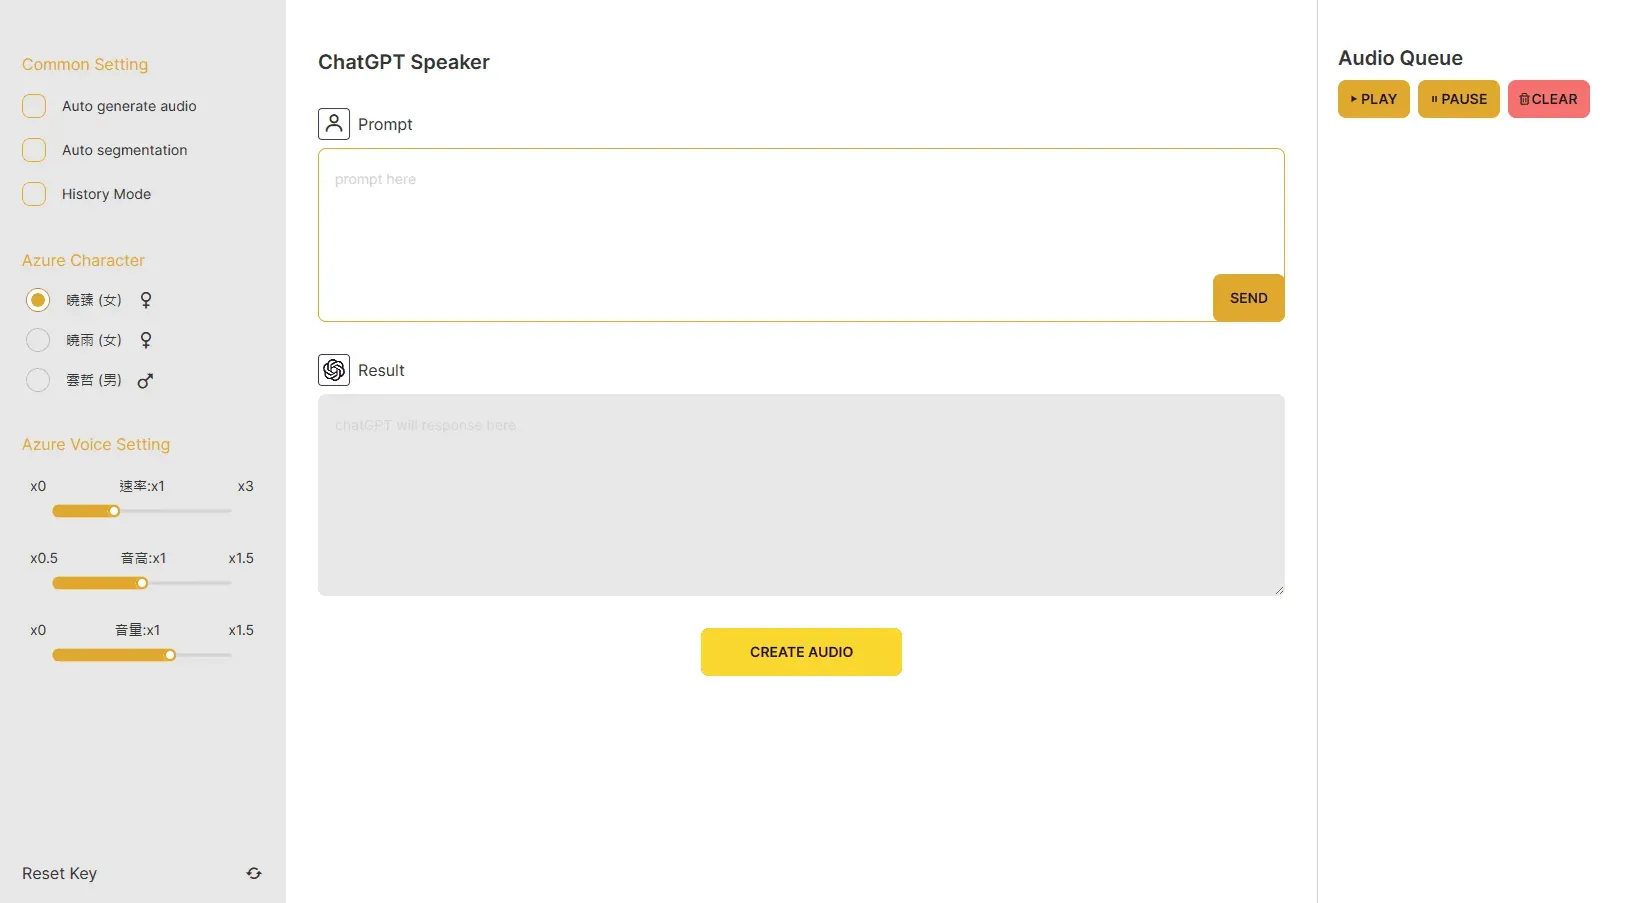 Common Setting
Auto generate audio
Auto segmentation
History Mode
Azure Character
曉臻 (女)
曉雨 (女)
雲哲 (男)
Azure Voice Setting
x0 速率:x1 x3
x0.5 音高:x1 x1.5
x0 音量:x1 x1.5
Reset Key
ChatGPT Speaker
Prompt
prompt here
SEND
Result
chatGPT will response here.
CREATE AUDIO
Audio Queue
PLAY PAUSE CLEAR